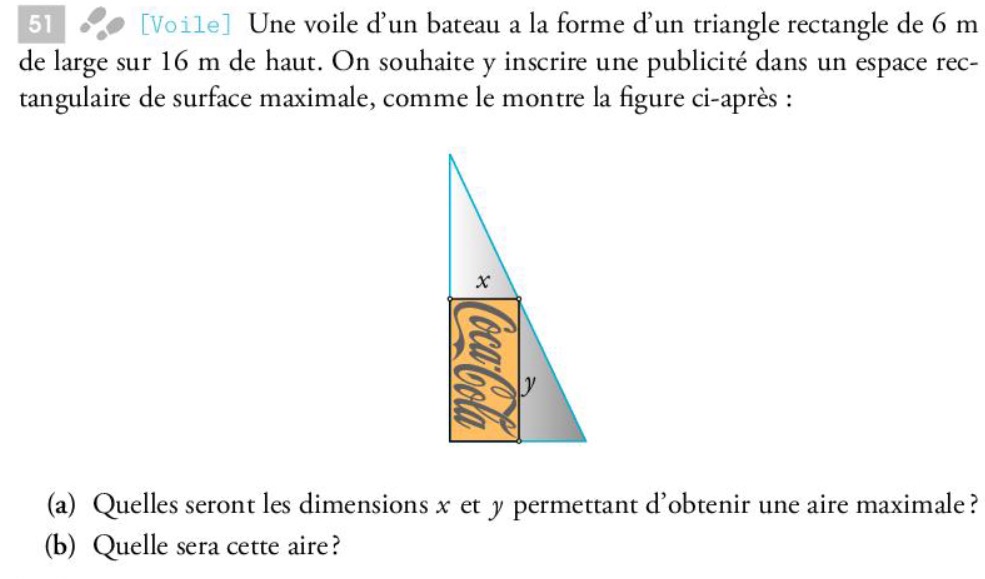 51 [Voile] Une voile d'un bateau a la forme d'un triangle rectangle de 6 m
de large sur 16 m de haut. On souhaite y inscrire une publicité dans un espace rec-
tangulaire de surface maximale, comme le montre la figure ci-après :
x
Coca-Cola
y
(a) Quelles seront les dimensions x et y permettant d'obtenir une aire maximale ?
(b) Quelle sera cette aire ?